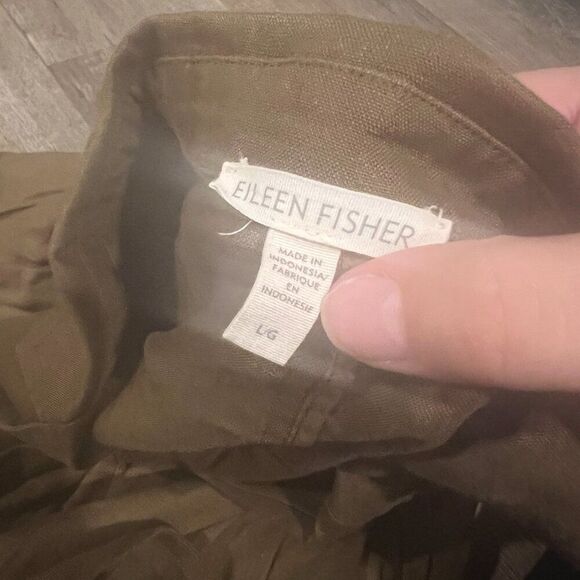 EILEEN FISHER
MADE IN
INDONESIA/
FABRIQUE
EN
INDONESIE
L/G